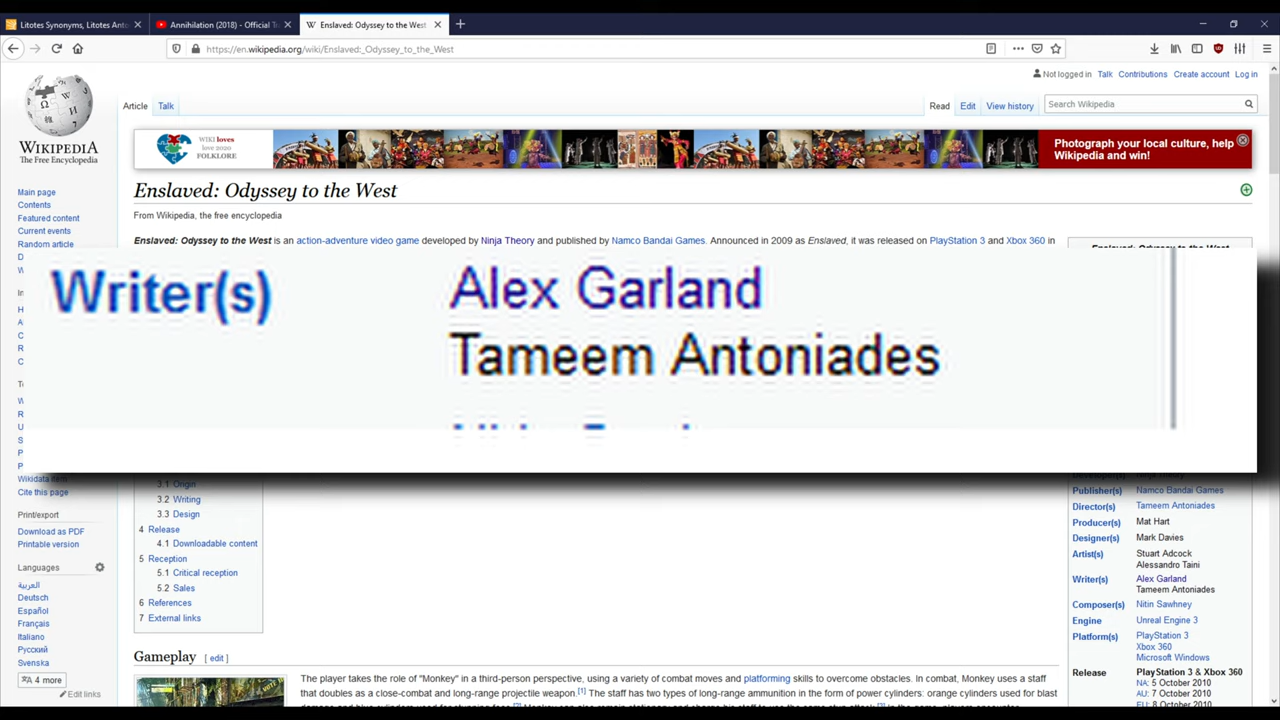 Litotes Synonyms, Litotes Anto
Annihilation (2018) - Official T
Enslaved: Odyssey to the West
https://en.wikipedia.org/wiki/Enslaved:_Odyssey_to_the_West
Not logged in Talk Contributions Create account Log in
Article Talk
Read Edit View history
Search Wikipedia
WIKIPEDIA
The Free Encyclopedia
WIKI loves
love 2020
FOLKLORE
Photograph your local culture, help
Wikipedia and win!
Main page
Contents
Featured content
Current events
Random article
Enslaved: Odyssey to the West
From Wikipedia, the free encyclopedia
Enslaved: Odyssey to the West is an action-adventure video game developed by Ninja Theory and published by Namco Bandai Games. Announced in 2009 as Enslaved, it was released on PlayStation 3 and Xbox 360 in
Writer(s) Alex Garland
Tameem Antoniades
Cite this page
Print/export
Download as PDF
Printable version
Languages
العربية
Deutsch
Español
Français
Italiano
Русский
Svenska
4 more
Edit links
3.1 Origin
3.2 Writing
3.3 Design
4 Release
4.1 Downloadable content
5 Reception
5.1 Critical reception
5.2 Sales
6 References
7 External links
Publisher(s) Namco Bandai Games
Director(s) Tameem Antoniades
Producer(s) Mat Hart
Designer(s) Mark Davies
Artist(s) Stuart Adcock
Alessandro Taini
Writer(s) Alex Garland
Tameem Antoniades
Composer(s) Nitin Sawhney
Engine Unreal Engine 3
Platform(s) PlayStation 3
Xbox 360
Microsoft Windows
Release PlayStation 3 & Xbox 360
NA: 5 October 2010
AU: 7 October 2010
EU: 8 October 2010
Gameplay [ edit ]
The player takes the role of "Monkey" in a third-person perspective, using a variety of combat moves and platforming skills to overcome obstacles. In combat, Monkey uses a staff
that doubles as a close-combat and long-range projectile weapon.[1] The staff has two types of long-range ammunition in the form of power cylinders: orange cylinders used for blast